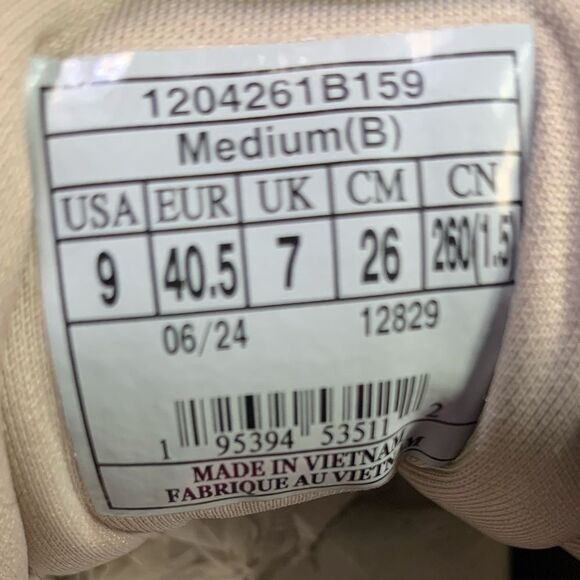 1204261B159
Medium(B)
USA EUR UK CM CN
9 40.5 7 26 260(1.5)
06/24 12829
1 95394 53511 2
MADE IN VIETNAM
FABRIQUE AU VIETNAM